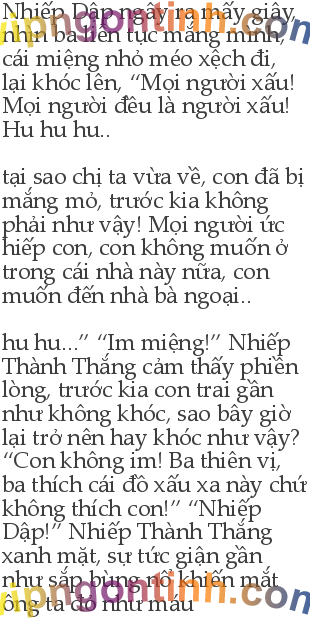 Nhiếp Dập ngây ra mấy giây,
nhìn ba liên tục mắng mình,
cái miệng nhỏ méo xệch đi,
lại khóc lên, “Mọi người xấu!
Mọi người đều là người xấu!
Hu hu hu..
tại sao chị ta vừa về, con đã bị
mắng mỏ, trước kia không
phải như vậy! Mọi người ức
hiếp con, con không muốn ở
trong cái nhà này nữa, con
muốn đến nhà bà ngoại..
hu hu...” “Im miệng!” Nhiếp
Thành Thắng cảm thấy phiền
lòng, trước kia con trai gần
như không khóc, sao bây giờ
lại trở nên hay khóc như vậy?
“Con không im! Ba thiên vị,
ba thích cái đồ xấu xa này chứ
không thích con!” “Nhiếp
Dập!” Nhiếp Thành Thắng
xanh mặt, sự tức giận gần
như sắp bùng nổ khiến mắt
ông ta đỏ như máu